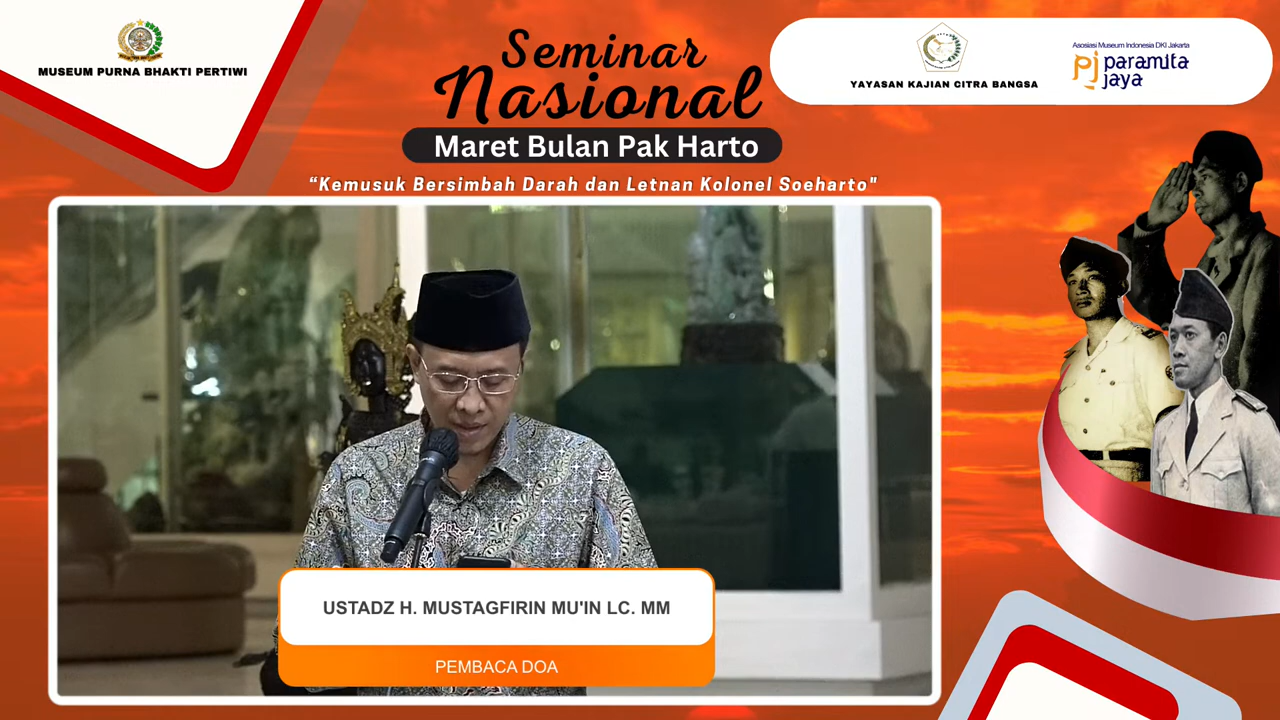 MUSEUM PURNA BHAKTI PERTIWI
Seminar
Nasional
Maret Bulan Pak Harto
“Kemusuk Bersimbah Darah dan Letnan Kolonel Soeharto"
YAYASAN KAJIAN CITRA BANGSA
Asosiasi Museum Indonesia DKI Jakarta
pj paramita
jaya
USTADZ H. MUSTAGFIRIN MU'IN LC. MM
PEMBACA DOA